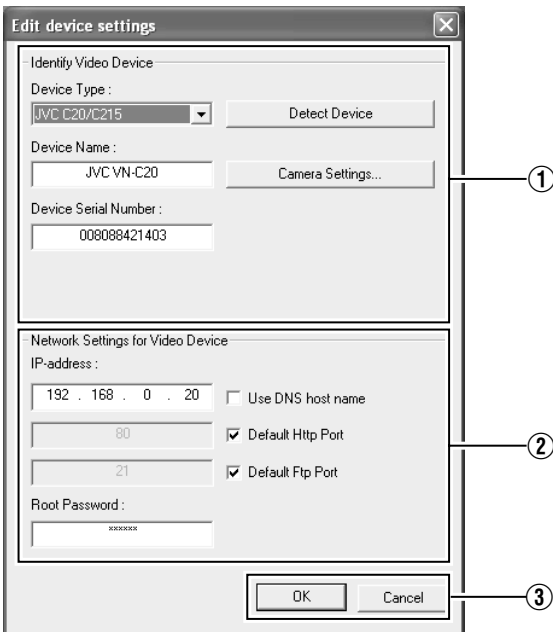 Edit device settings
Identify Video Device
Device Type :
JVC C20/C215
Detect Device
Device Name :
JVC VN-C20
Camera Settings...
Device Serial Number :
008088421403
①
Network Settings for Video Device
IP-address :
192 . 168 . 0 . 20
Use DNS host name
80
Default Http Port
21
Default Ftp Port
②
Root Password :
××××××
OK
Cancel
③